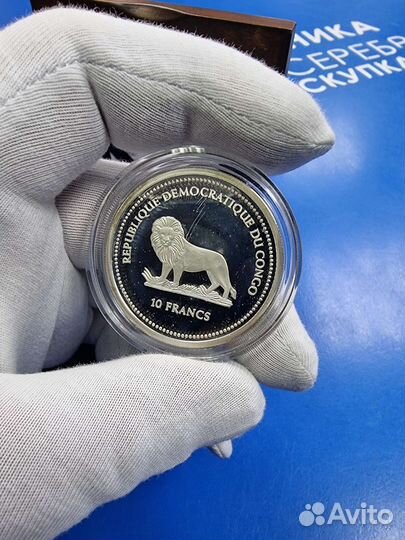 НИКА
СЕРЕБР
СКУПКА
REPUBLIQUE DEMOCRATIQUE DU CONGO
10 FRANCS
Avito